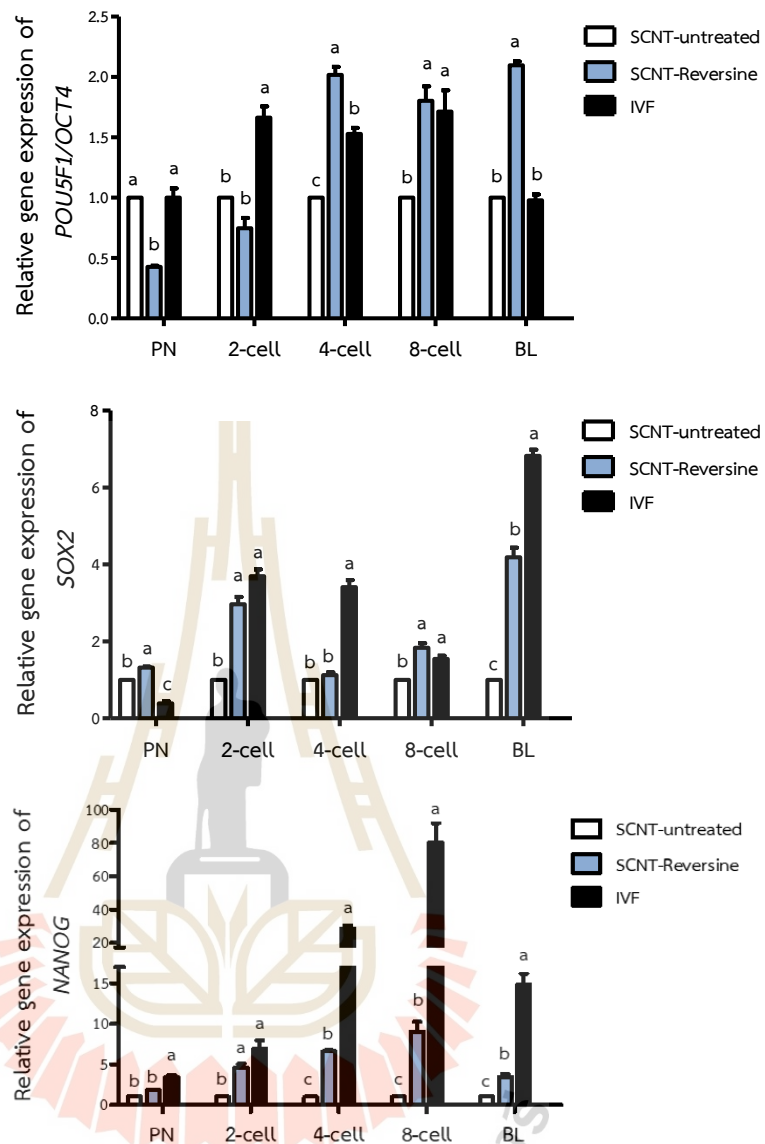 Relative gene expression of
POU5F1/OCT4
2.5
2.0
1.5
1.0
0.5
0.0
a
b
a
b
b
a
c
a
b
b
a
a
b
a
b
PN
2-cell
4-cell
8-cell
BL
SCNT-untreated
SCNT-Reversine
IVF
Relative gene expression of
SOX2
8
6
4
2
0
b
a
c
b
a
a
b
b
a
b
a
a
c
b
a
PN
2-cell
4-cell
8-cell
BL
SCNT-untreated
SCNT-Reversine
IVF
Relative gene expression of
NANOG
100
80
60
40
20
15
10
5
0
b
b
a
b
a
a
c
b
a
c
b
a
c
b
a
PN
2-cell
4-cell
8-cell
BL
SCNT-untreated
SCNT-Reversine
IVF